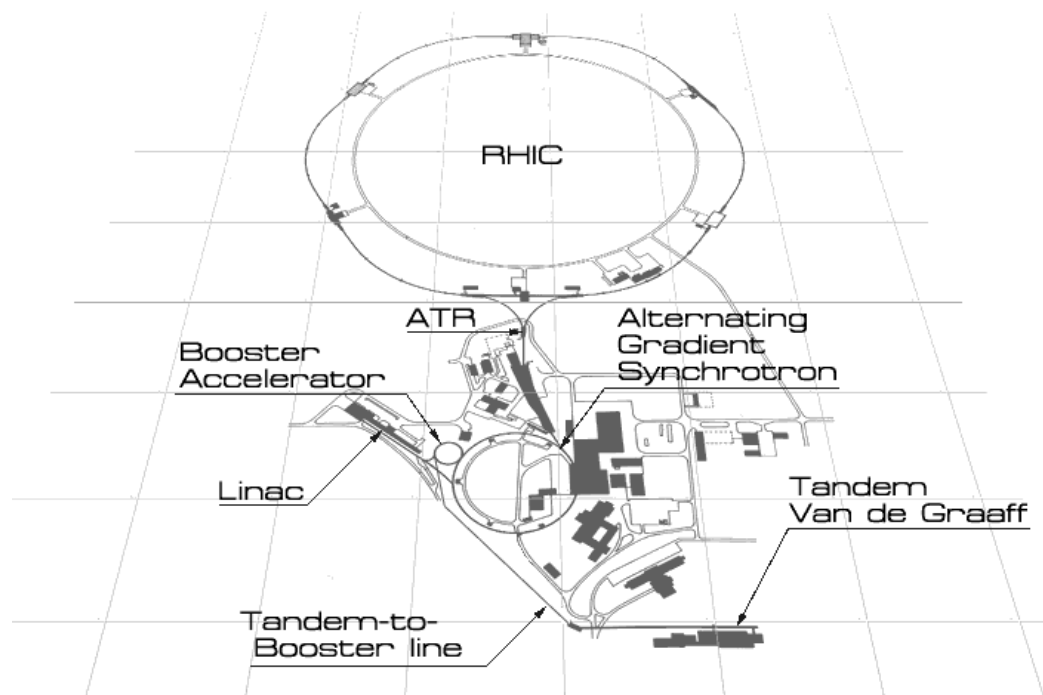 RHIC
ATR
Alternating
Gradient
Synchrotron
Booster
Accelerator
Linac
Tandem
Van de Graaff
Tandem-to-
Booster line